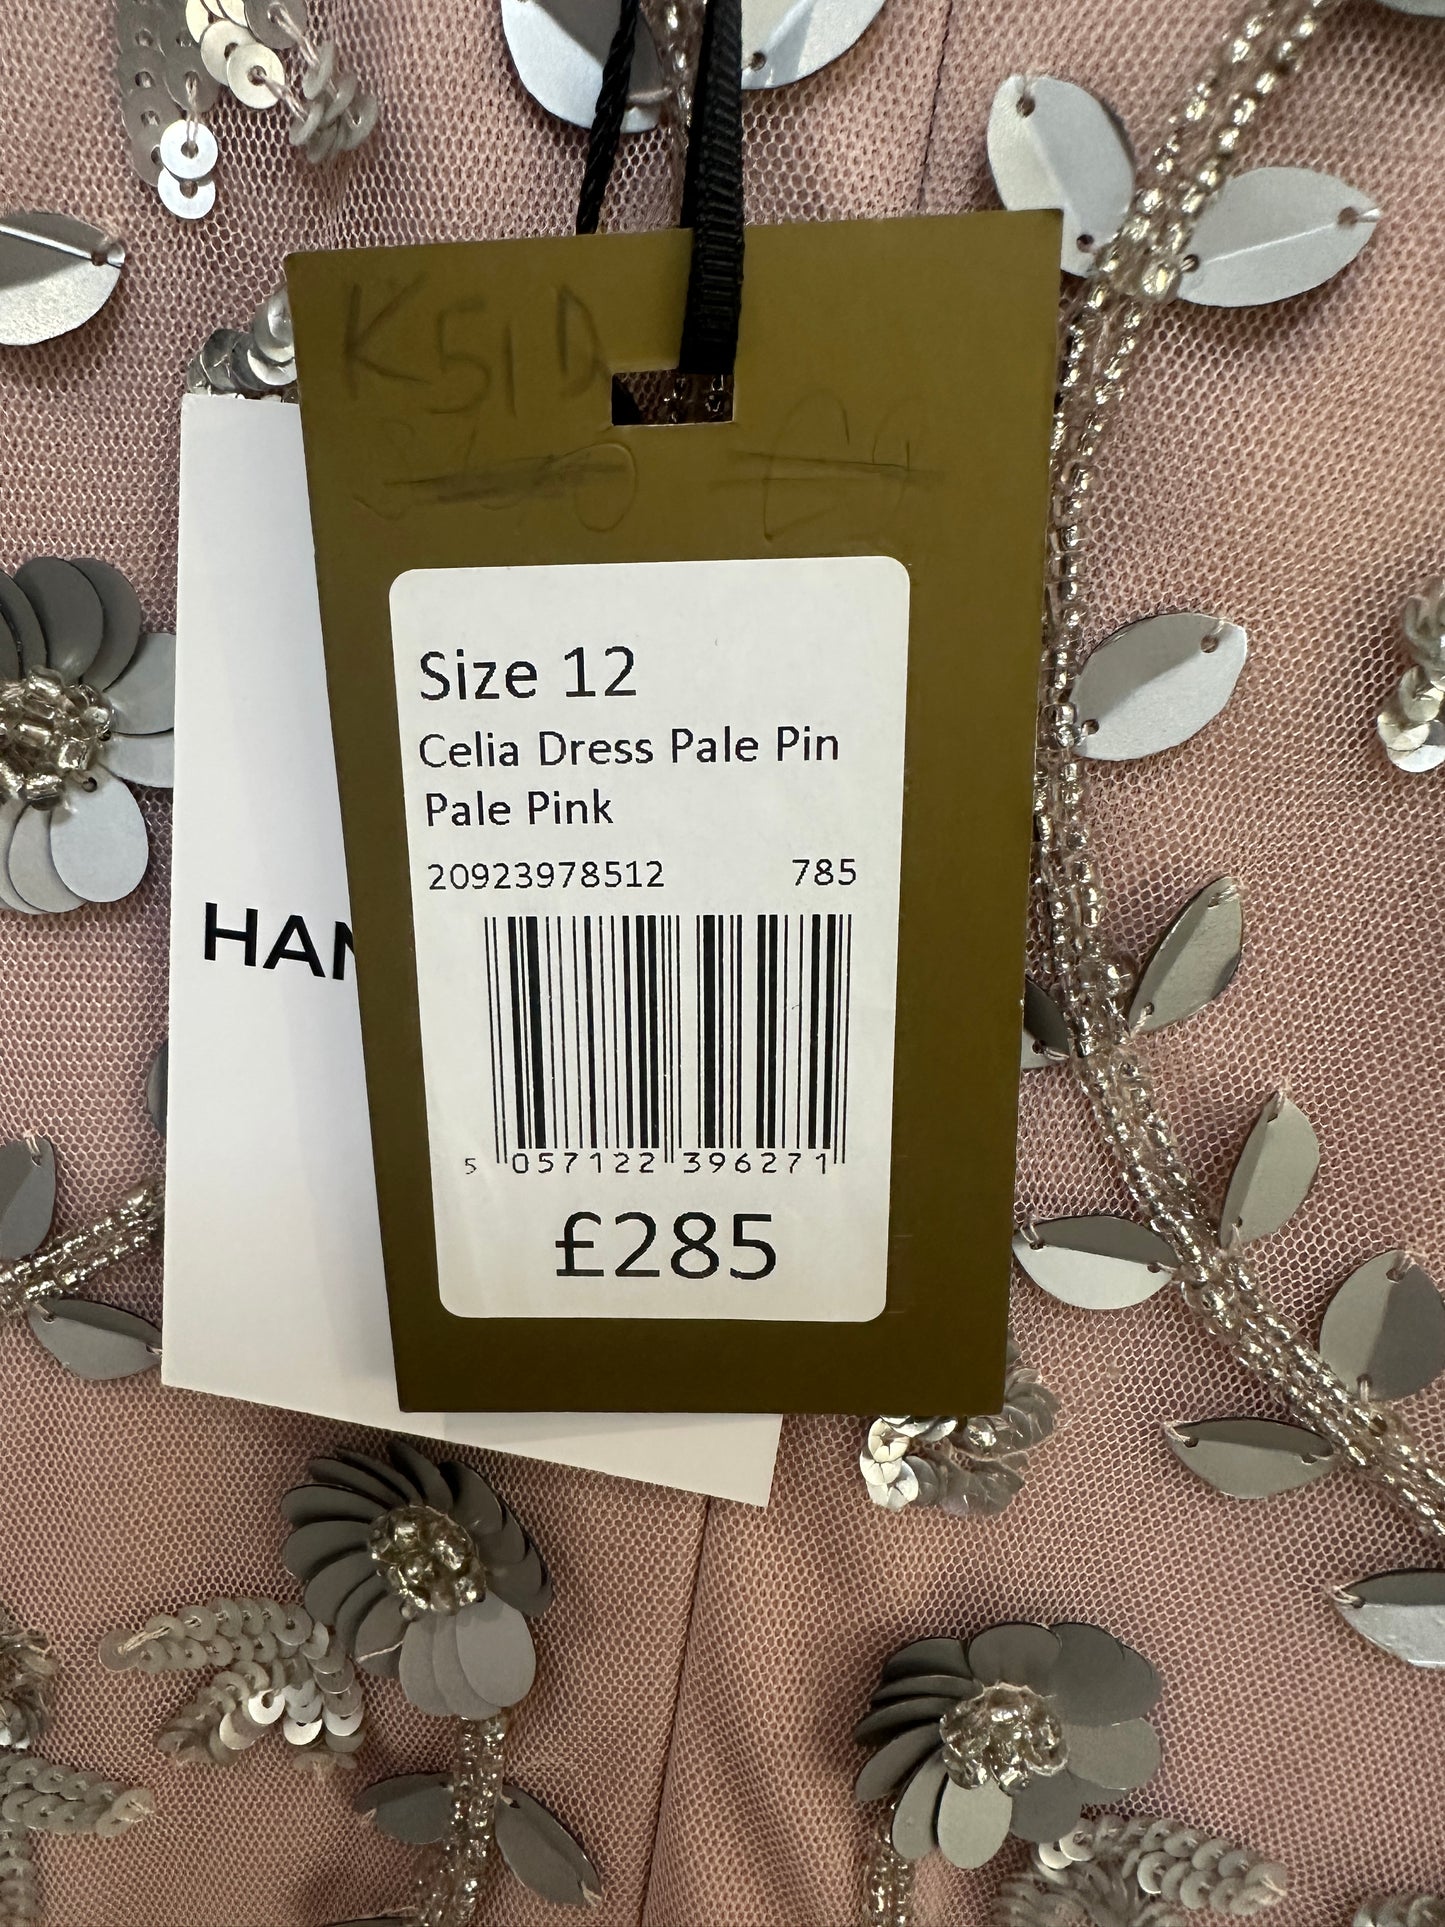 K51D
Size 12
Celia Dress Pale Pin
Pale Pink
20923978512 785
HAN
5 057122 396271
£285